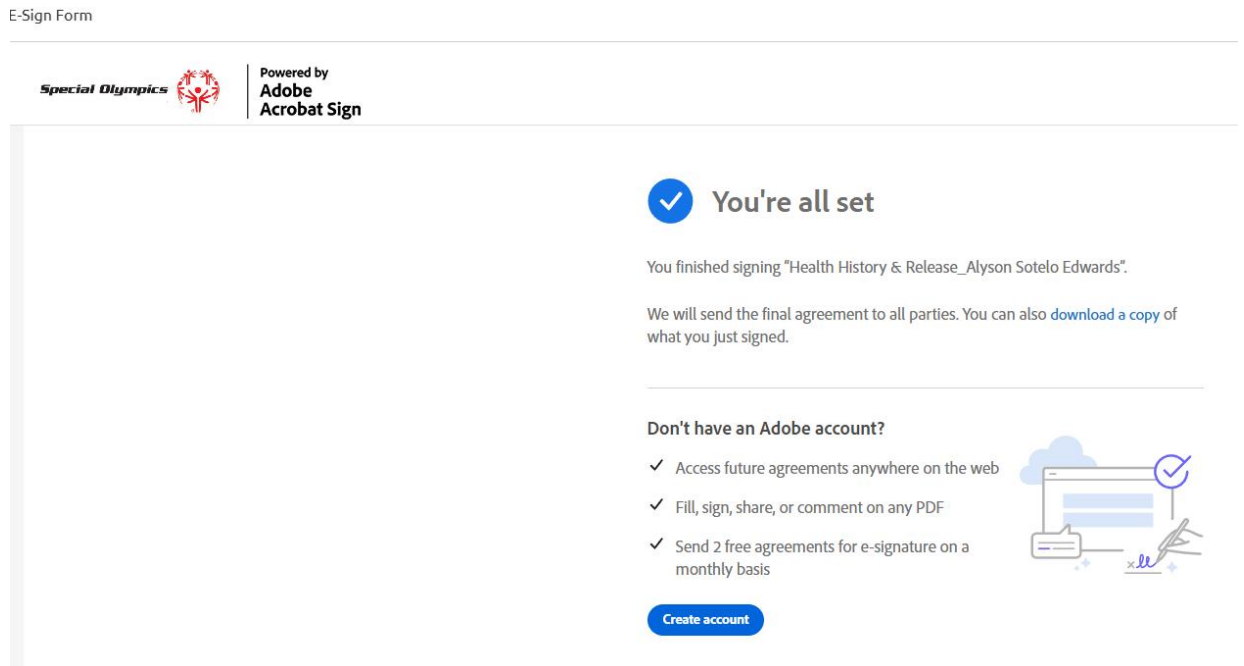 E-Sign Form
Special Olympics
Powered by
Adobe
Acrobat Sign
You're all set
You finished signing "Health History & Release_Alyson Sotelo Edwards".
We will send the final agreement to all parties. You can also download a copy of
what you just signed.
Don't have an Adobe account?
Access future agreements anywhere on the web
Fill, sign, share, or comment on any PDF
Send 2 free agreements for e-signature on a
monthly basis
Create account